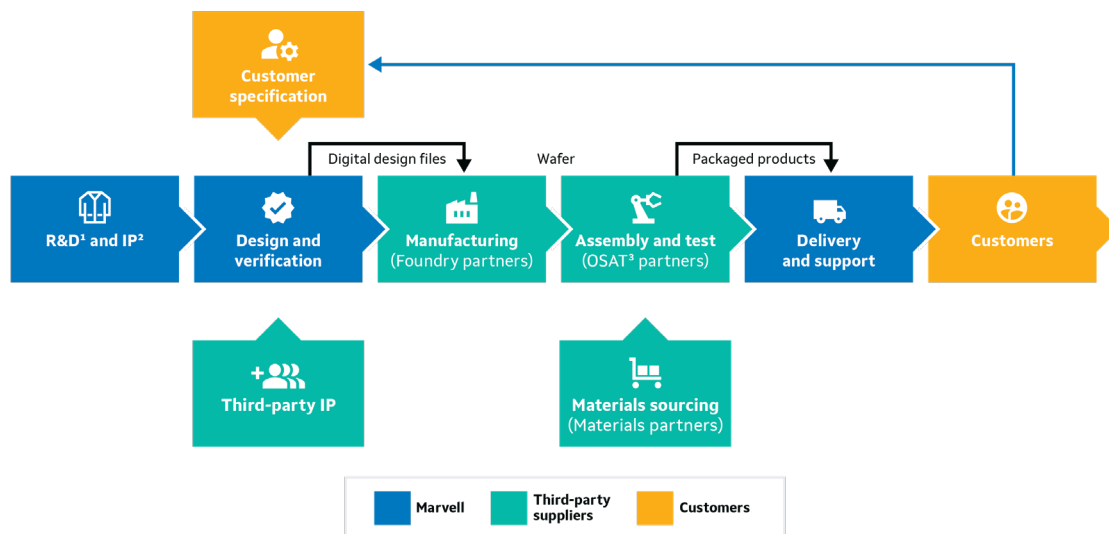 Customer
specification
Digital design files
Wafer
Packaged products
R&D¹ and IP²
Design and
verification
Manufacturing
(Foundry partners)
Assembly and test
(OSAT³ partners)
Delivery
and support
Customers
Third-party IP
Materials sourcing
(Materials partners)
Marvell
Third-party
suppliers
Customers